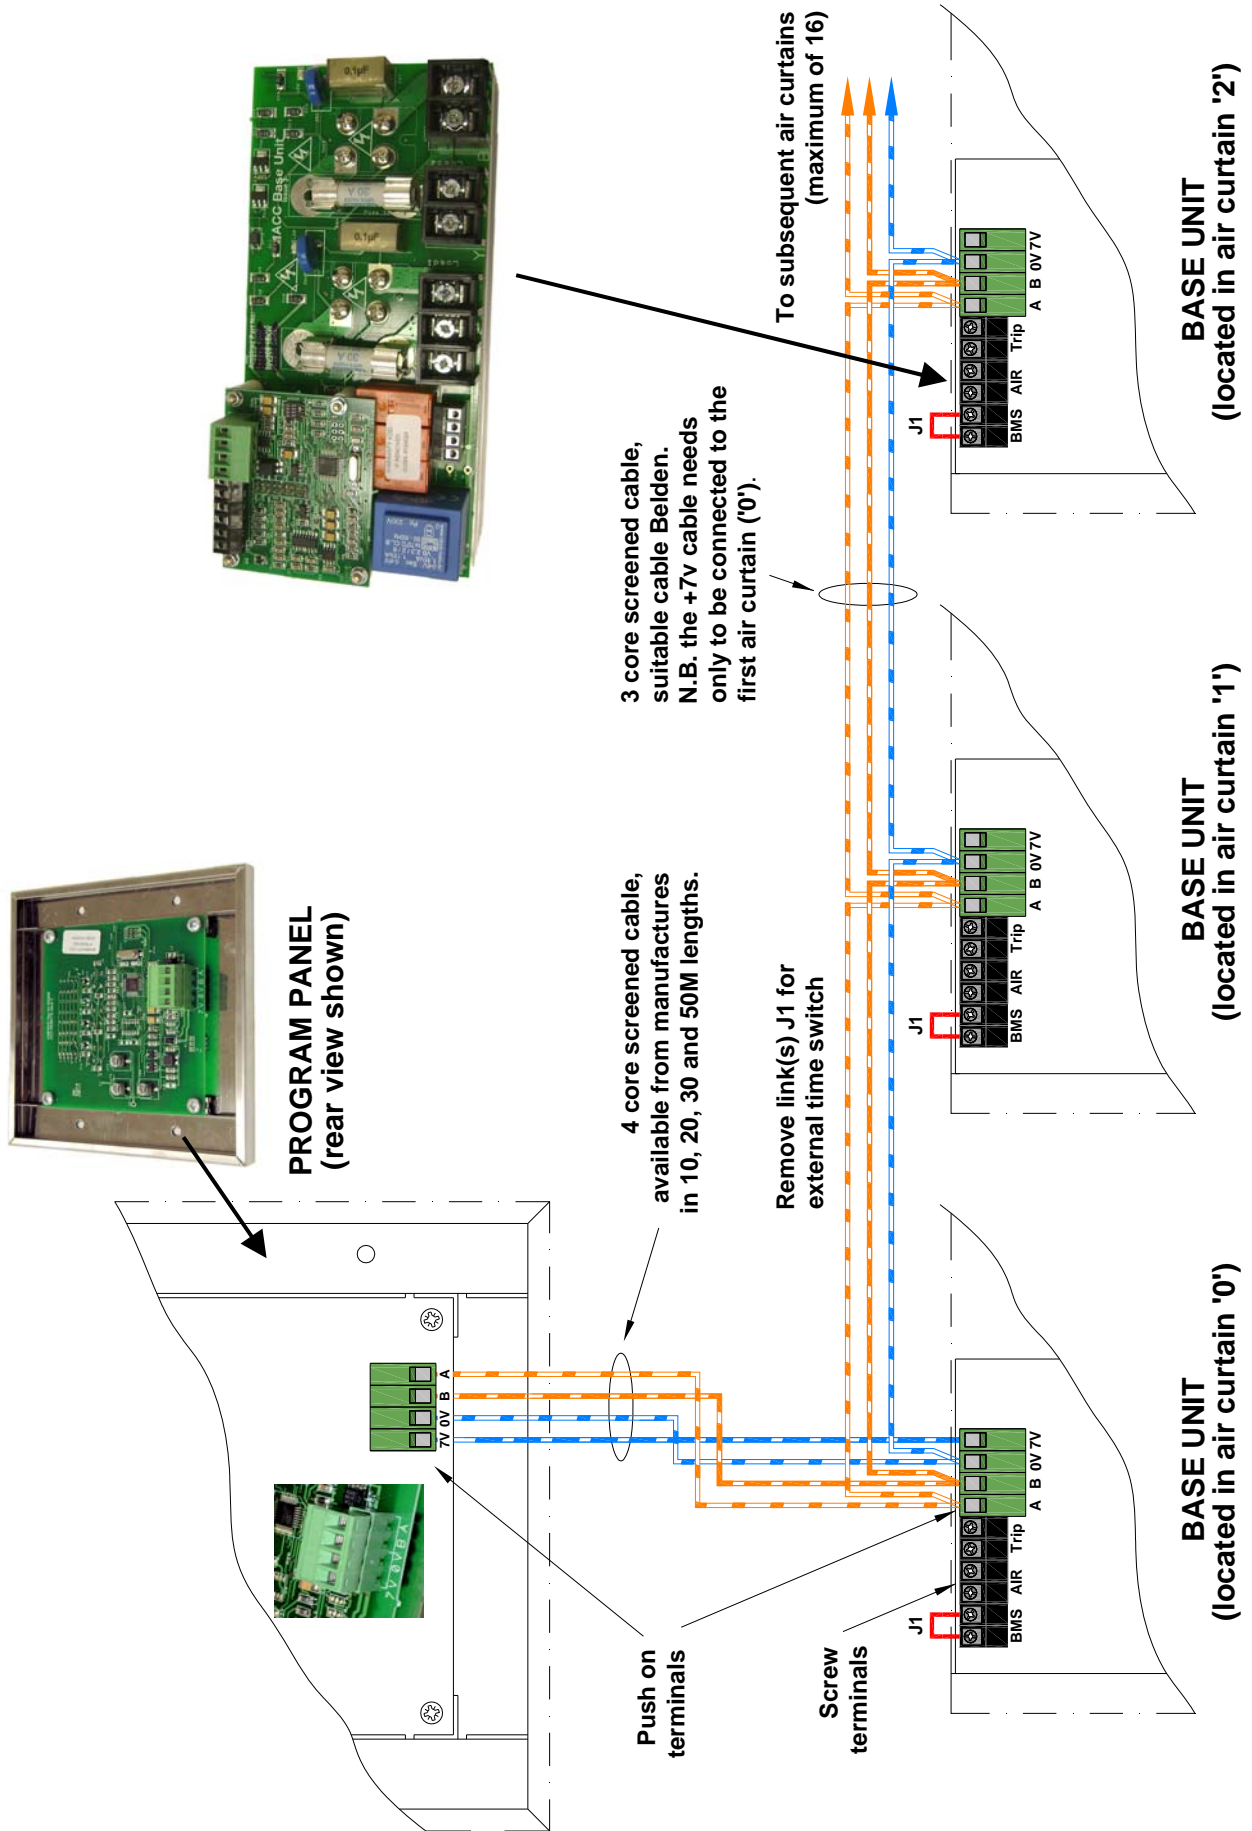 PROGRAM PANEL
(rear view shown)
7V 0V B A
Push on
terminals
Screw
terminals
4 core screened cable,
available from manufactures
in 10, 20, 30 and 50M lengths.
Remove link(s) J1 for
external time switch
3 core screened cable,
suitable cable Belden.
N.B. the +7v cable needs
only to be connected to the
first air curtain ('0').
To subsequent air curtains
(maximum of 16)
J1
BMS AIR Trip A B 0V 7V
BASE UNIT
(located in air curtain '0')
J1
BMS AIR Trip A B 0V 7V
BASE UNIT
(located in air curtain '1')
J1
BMS AIR Trip A B 0V 7V
BASE UNIT
(located in air curtain '2')
ACC Base Unit
0.1µF
0.1µF
30 A
30 A